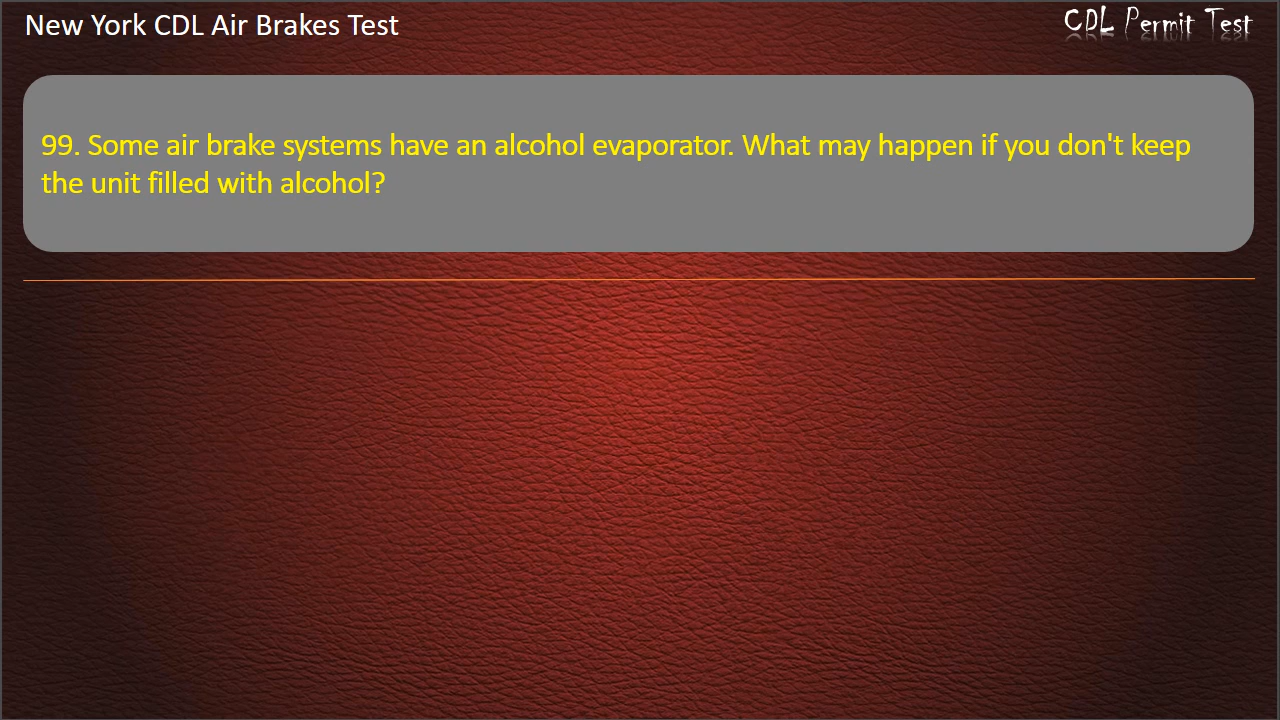 New York CDL Air Brakes Test
CDL Permit Test
99. Some air brake systems have an alcohol evaporator. What may happen if you don't keep
the unit filled with alcohol?